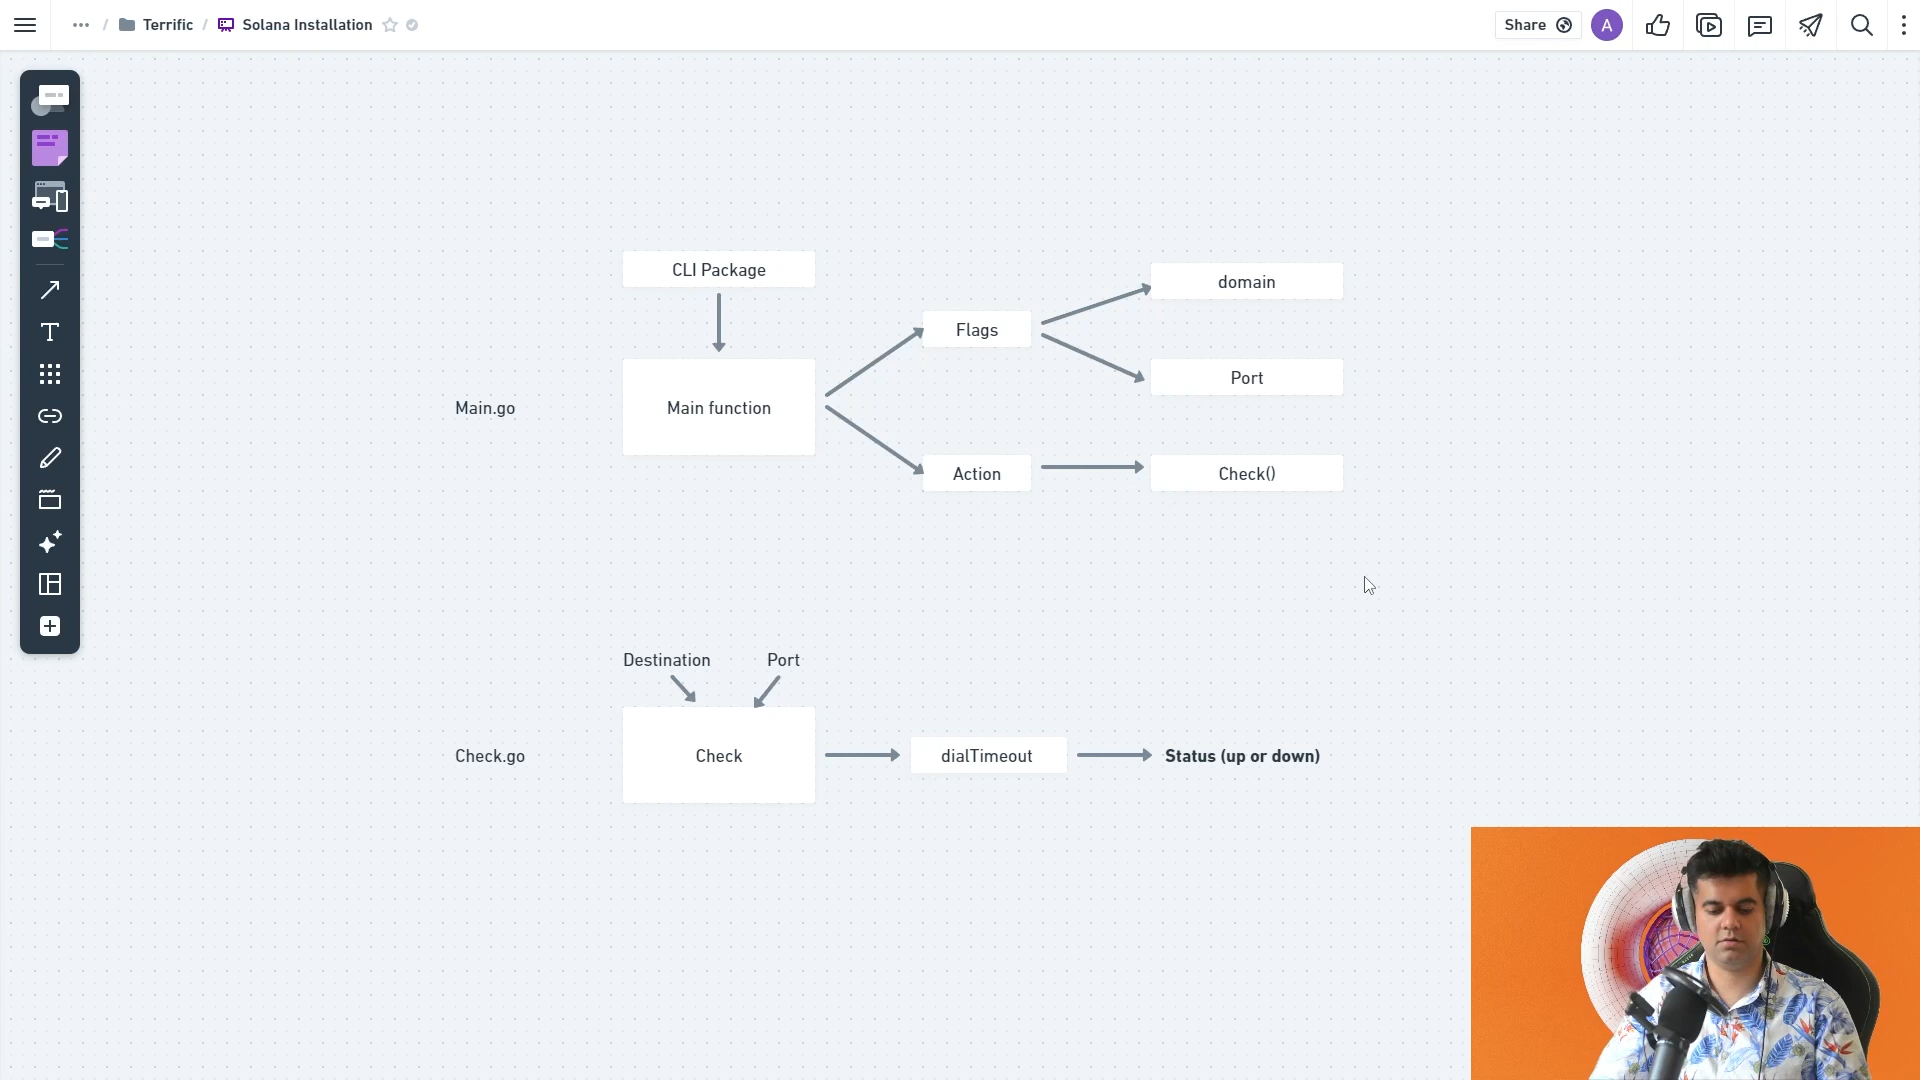 Terrific / Solana Installation
Share
A
CLI Package
domain
Flags
Port
Main.go
Main function
Action
Check()
Destination
Port
Check.go
Check
dialTimeout
Status (up or down)